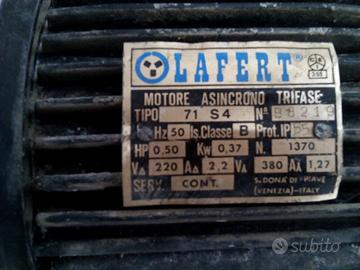 LAFERT
MOTORE ASINCRONO TRIFASE
TIPO 71 S4 N°
Hz 50 Is.Classe B Prot.IP 55
HP 0,50 Kw 0,37 N. 1370
V∆ 220 A∆ 2,2 V⅄ 380 A⅄ 1,27
SERV. CONT. S. DONA' DI PIAVE
(VENEZIA)-ITALY
subito